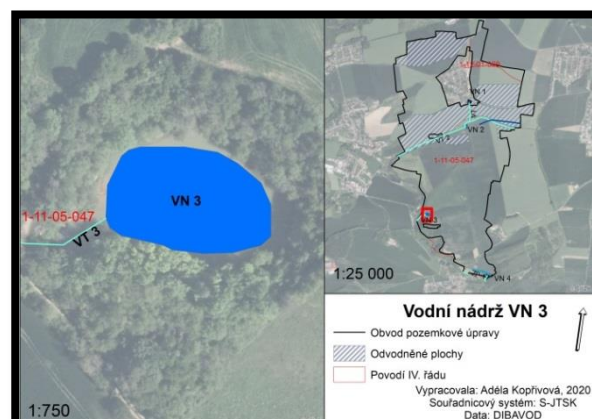 VN 3
1-11-05-047
VT 3
1:750
VN 1
VN 2
1-11-05-047
VN 4
1:25 000
Vodní nádrž VN 3
Obvod pozemkové úpravy
Odvodněné plochy
Povodí IV. řádu
Vypracovala: Adéla Kopřivová, 2020
Souřadnicový systém: S-JTSK
Data: DIBAVOD